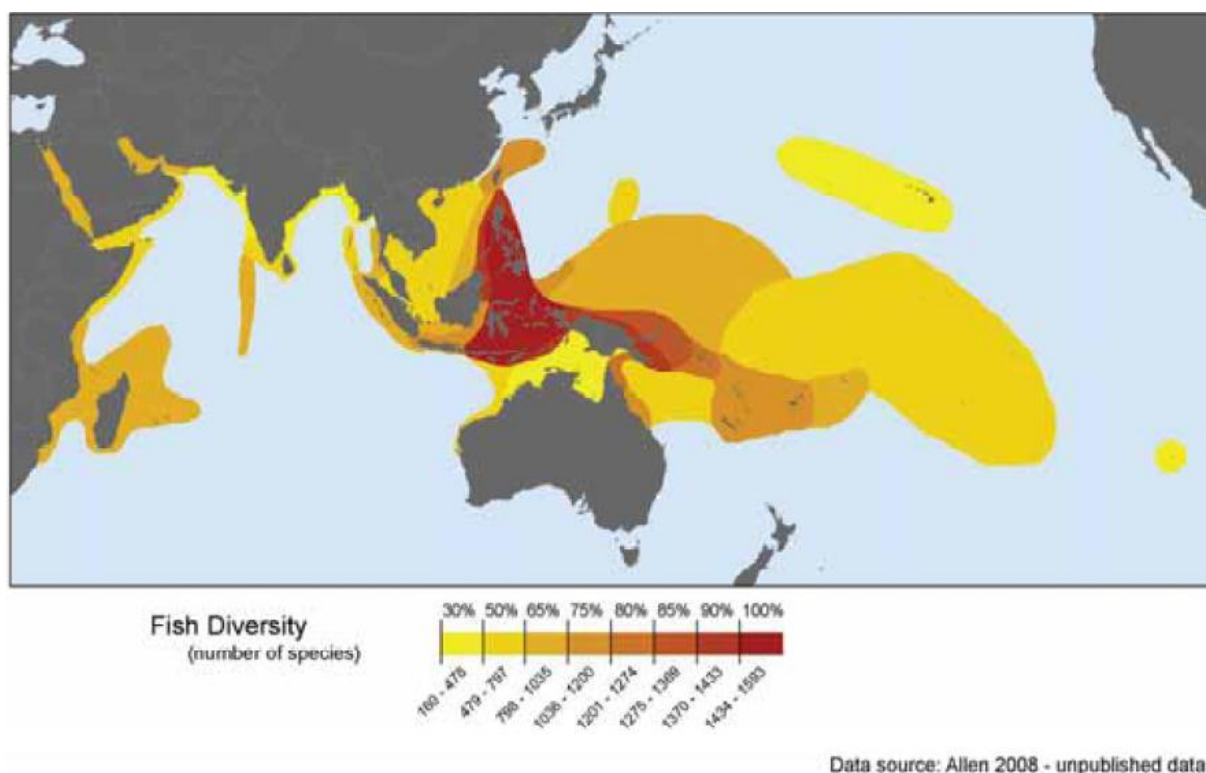 30% 50% 65% 75% 80% 85% 90% 100%
Fish Diversity
(number of species)
160 - 478
479 - 797
798 - 1035
1036 - 1200
1201 - 1274
1275 - 1369
1370 - 1433
1434 - 1593
Data source: Allen 2008 - unpublished data